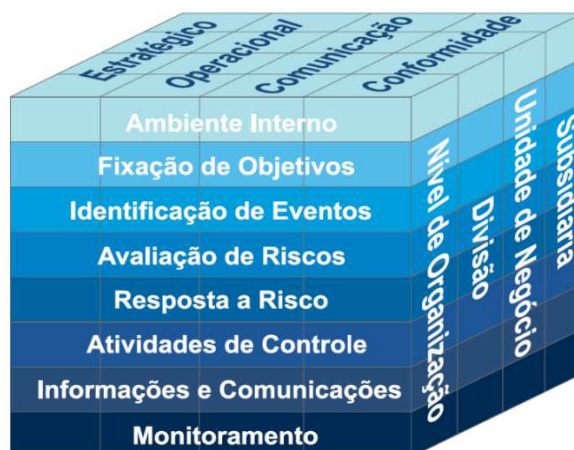 Estratégico
Operacional
Comunicação
Conformidade
Ambiente Interno
Fixação de Objetivos
Identificação de Eventos
Avaliação de Riscos
Resposta a Risco
Atividades de Controle
Informações e Comunicações
Monitoramento
Nível de Organização
Divisão
Unidade de Negócio
Subsidiaria